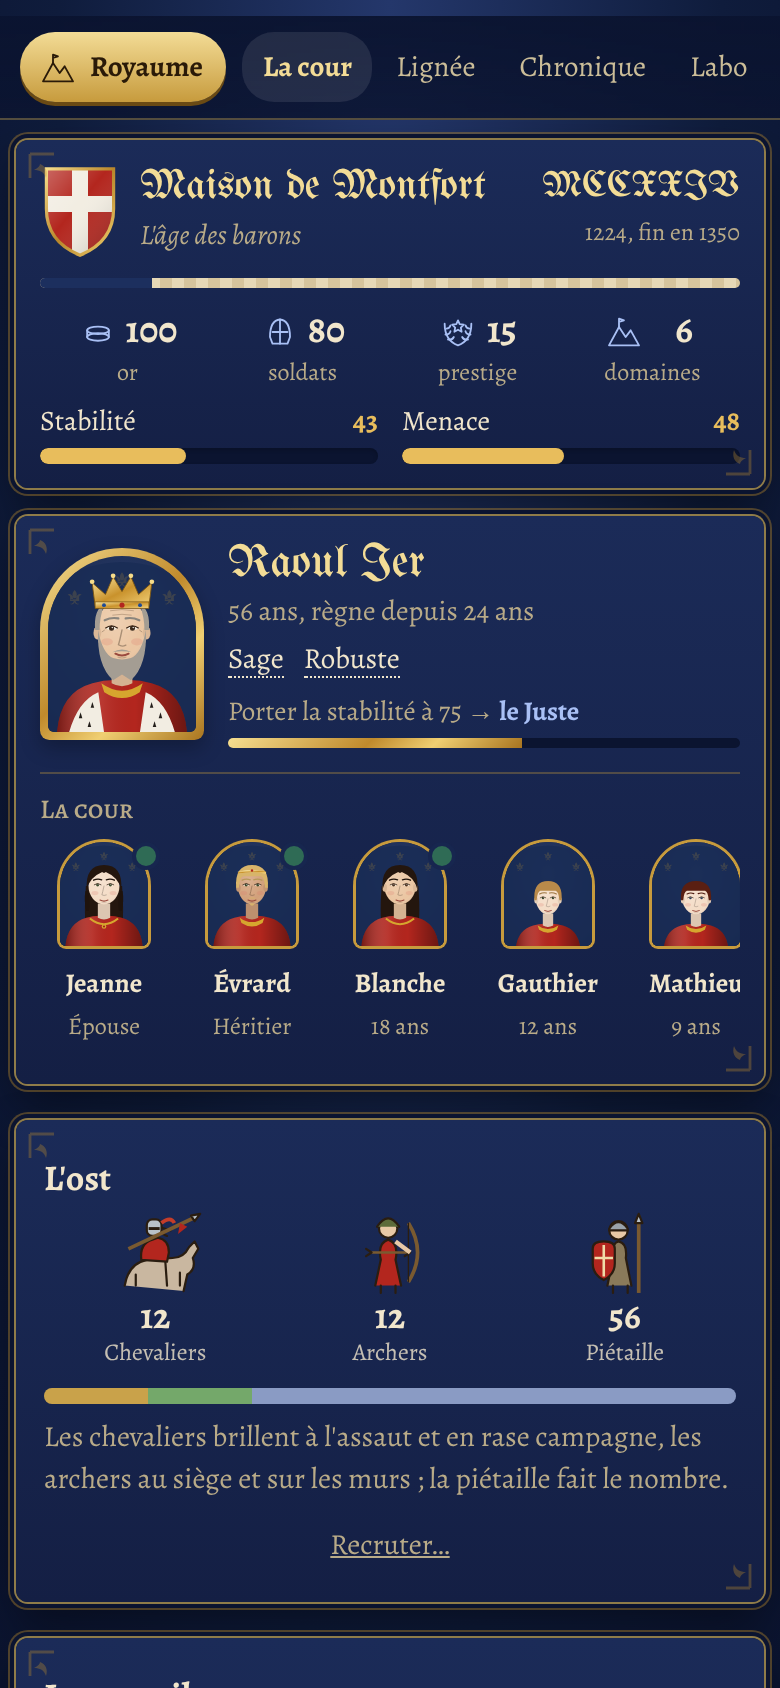 Royaume La cour Lignée Chronique Labo
Maison de Montfort MCCXXIV
L'âge des barons 1224, fin en 1350
100 80 15 6
or soldats prestige domaines
Stabilité 43 Menace 48
Raoul Ier
56 ans, règne depuis 24 ans
Sage Robuste
Porter la stabilité à 75 → le Juste
La cour
Jeanne Évrard Blanche Gauthier Mathieu
Épouse Héritier 18 ans 12 ans 9 ans
L'ost
12 12 56
Chevaliers Archers Piétaille
Les chevaliers brillent à l'assaut et en rase campagne, les
archers au siège et sur les murs ; la piétaille fait le nombre.
Recruter...